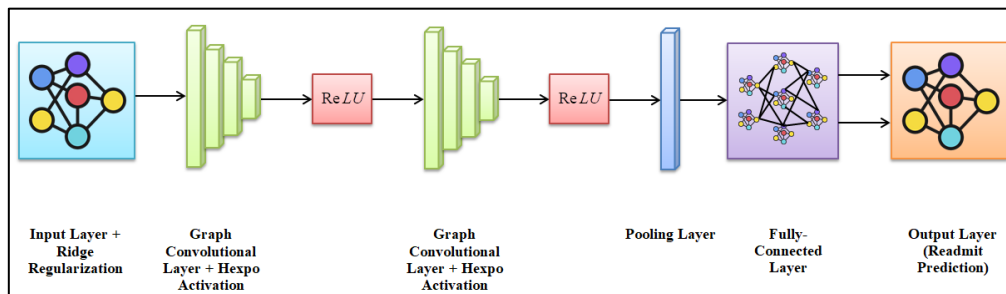 ReLU
ReLU
Input Layer +
Ridge
Regularization
Graph
Convolutional
Layer + Hexpo
Activation
Graph
Convolutional
Layer + Hexpo
Activation
Pooling Layer
Fully-
Connected
Layer
Output Layer
(Readmit
Prediction)